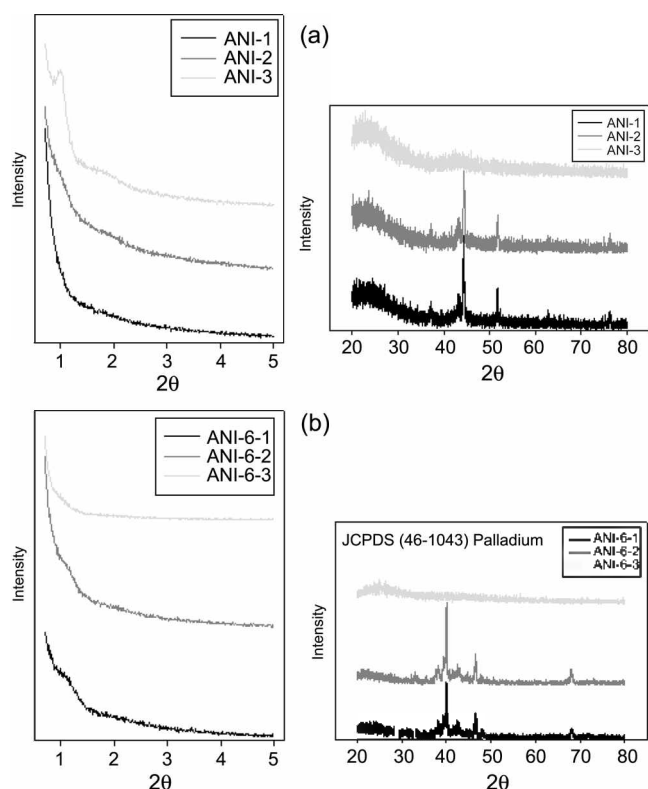 (a)
ANI-1
ANI-2
ANI-3
Intensity
1 2 3 4 5
2θ
ANI-1
ANI-2
ANI-3
Intensity
20 30 40 50 60 70 80
2θ
(b)
ANI-6-1
ANI-6-2
ANI-6-3
Intensity
1 2 3 4 5
2θ
JCPDS (46-1043) Palladium
ANI-6-1
ANI-6-2
ANI-6-3
Intensity
20 30 40 50 60 70 80
2θ